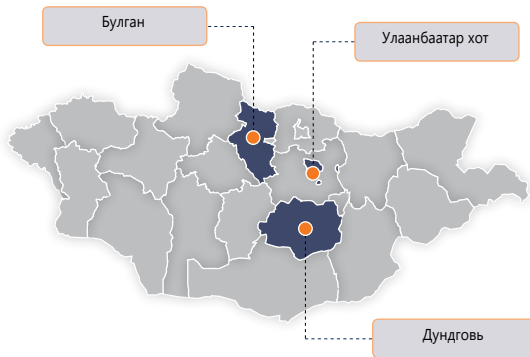 Булган
Улаанбаатар хот
Дундговь